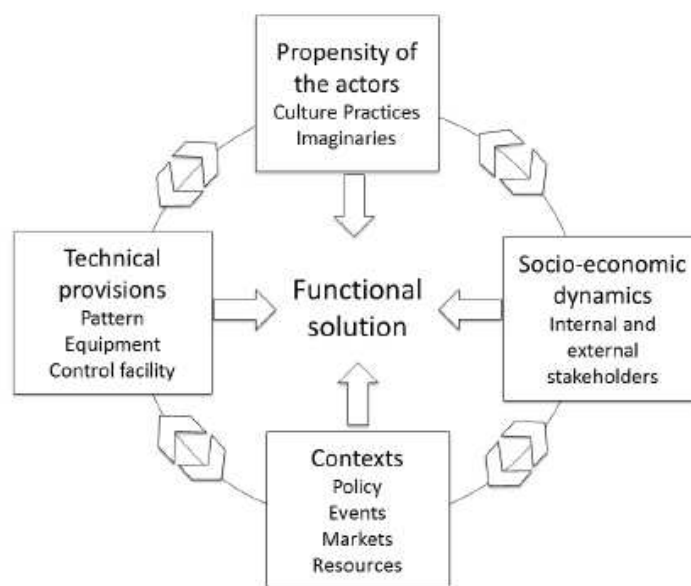 Propensity of
the actors
Culture Practices
Imaginaries
Technical
provisions
Pattern
Equipment
Control facility
Functional
solution
Socio-economic
dynamics
Internal and
external
stakeholders
Contexts
Policy
Events
Markets
Resources